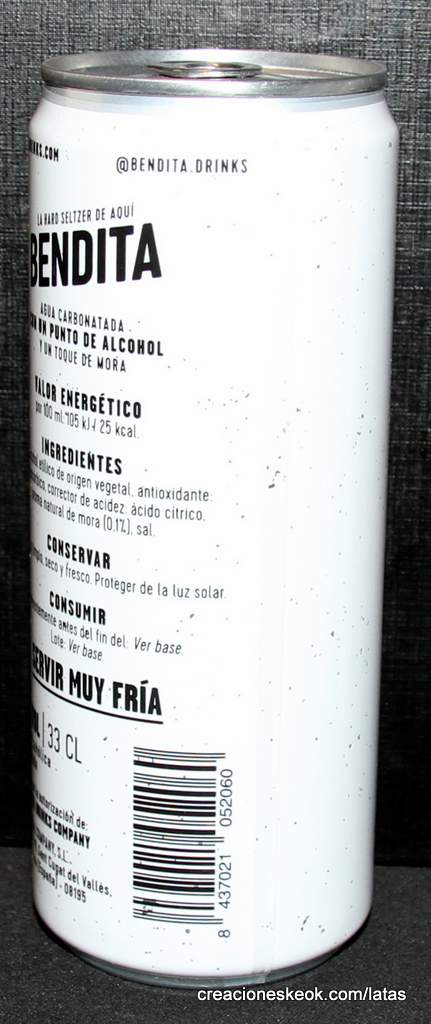 @BENDITA.DRINKS
LA HARD SELTZER DE AQUÍ
BENDITA
AGUA CARBONATADA
UN PUNTO DE ALCOHOL
Y UN TOQUE DE MORA
VALOR ENERGÉTICO
por 100 ml: 105 kJ / 25 kcal.
INGREDIENTES
etílico de origen vegetal, antioxidante:
corrector de acidez: ácido cítrico,
natural de mora (0,1%), sal.
CONSERVAR
seco y fresco. Proteger de la luz solar.
CONSUMIR
antes del fin del: Ver base.
Lote: Ver base.
SERVIR MUY FRÍA
| 33 CL
autorización de:
DRINKS COMPANY
COMPANY, S.L.
Cugat del Vallès,
(España) - 08195
8 437021 052060
creacioneskeok.com/latas